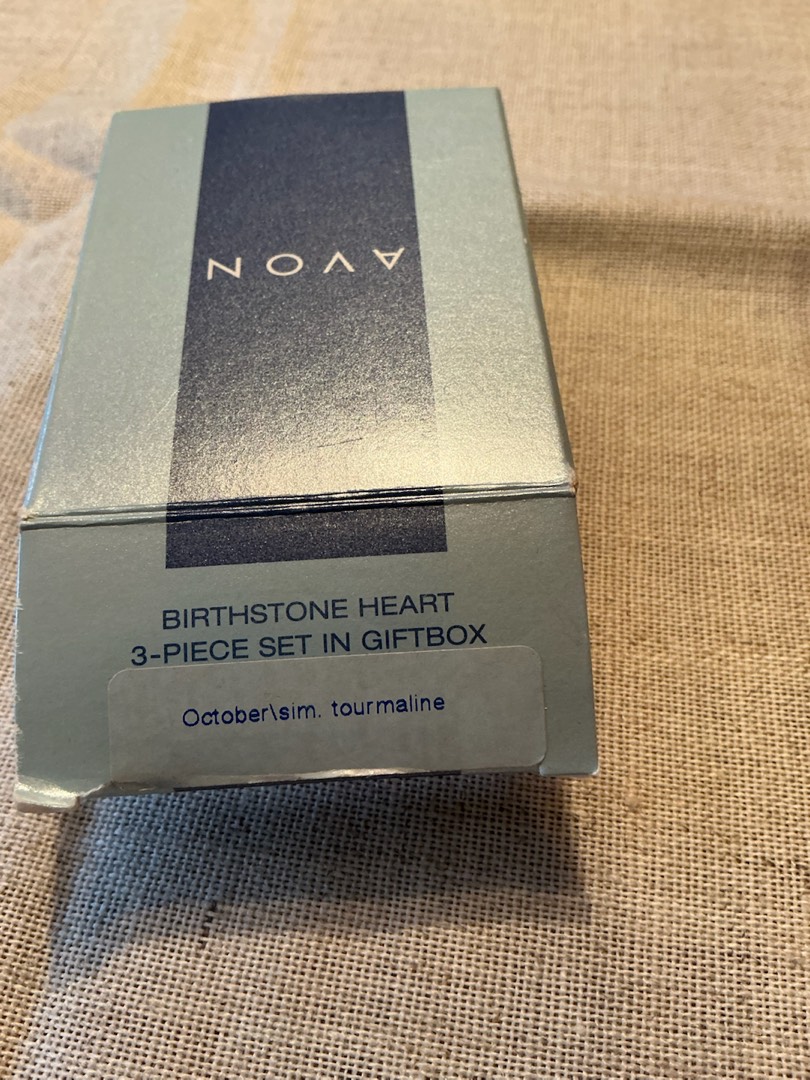 AVON
BIRTHSTONE HEART
3-PIECE SET IN GIFTBOX
October\sim. tourmaline